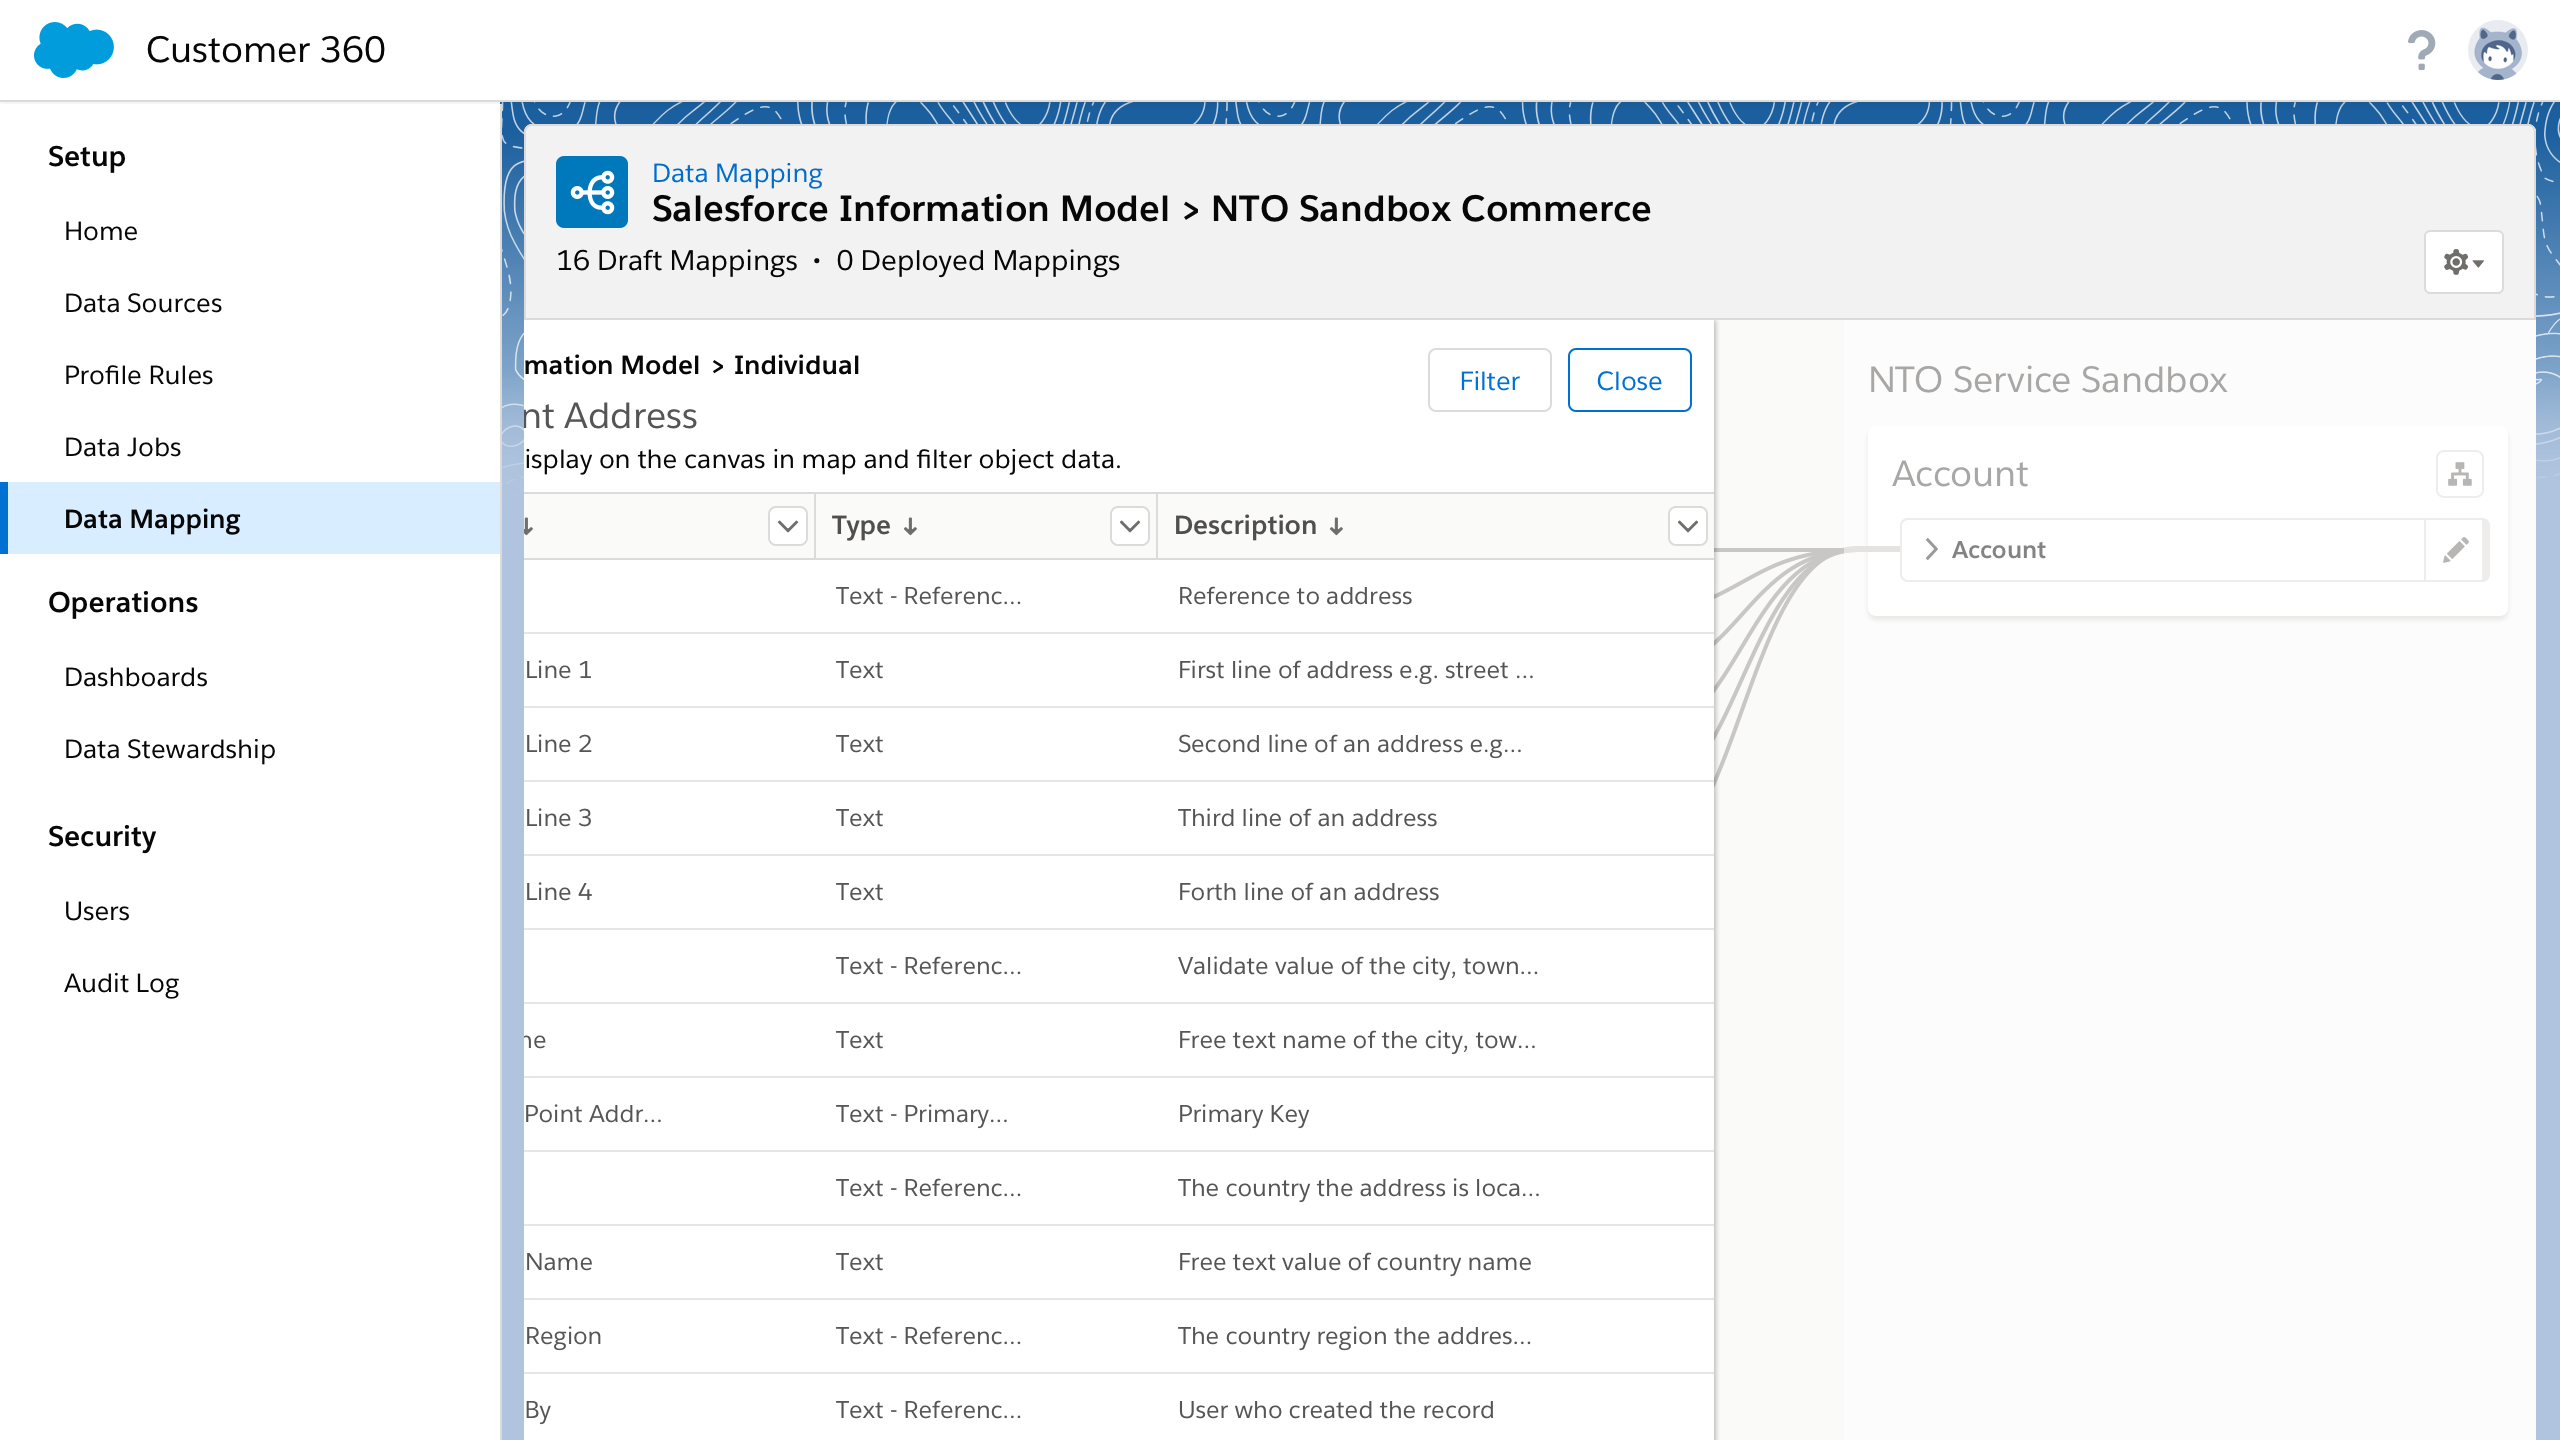 Customer 360
?
Setup
Home
Data Sources
Profile Rules
Data Jobs
Data Mapping
Operations
Dashboards
Data Stewardship
Security
Users
Audit Log
Data Mapping
Salesforce Information Model > NTO Sandbox Commerce
16 Draft Mappings • 0 Deployed Mappings
mation Model > Individual
nt Address
isplay on the canvas in map and filter object data.
Filter
Close
Type Description
Text - Referenc... Reference to address
Line 1 Text First line of address e.g. street ...
Line 2 Text Second line of an address e.g...
Line 3 Text Third line of an address
Line 4 Text Forth line of an address
Text - Referenc... Validate value of the city, town...
ne Text Free text name of the city, tow...
Point Addr... Text - Primary... Primary Key
Text - Referenc... The country the address is loca...
Name Text Free text value of country name
Region Text - Referenc... The country region the addres...
By Text - Referenc... User who created the record
NTO Service Sandbox
Account
Account